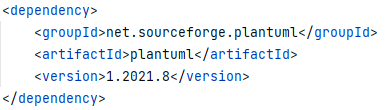 <dependency>
    <groupId>net.sourceforge.plantuml</groupId>
    <artifactId>plantuml</artifactId>
    <version>1.2021.8</version>
</dependency>